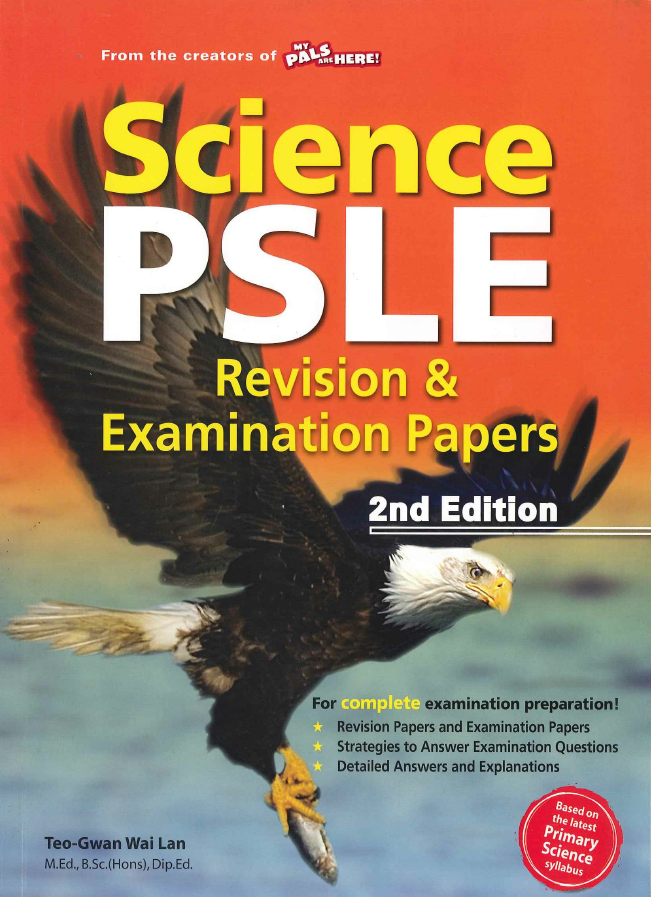 From the creators of MY PALS ARE HERE!
Science
PSLE
Revision &
Examination Papers
2nd Edition
For complete examination preparation!
★ Revision Papers and Examination Papers
★ Strategies to Answer Examination Questions
★ Detailed Answers and Explanations
Teo-Gwan Wai Lan
M.Ed., B.Sc.(Hons), Dip.Ed.
Based on
the latest
Primary
Science
syllabus